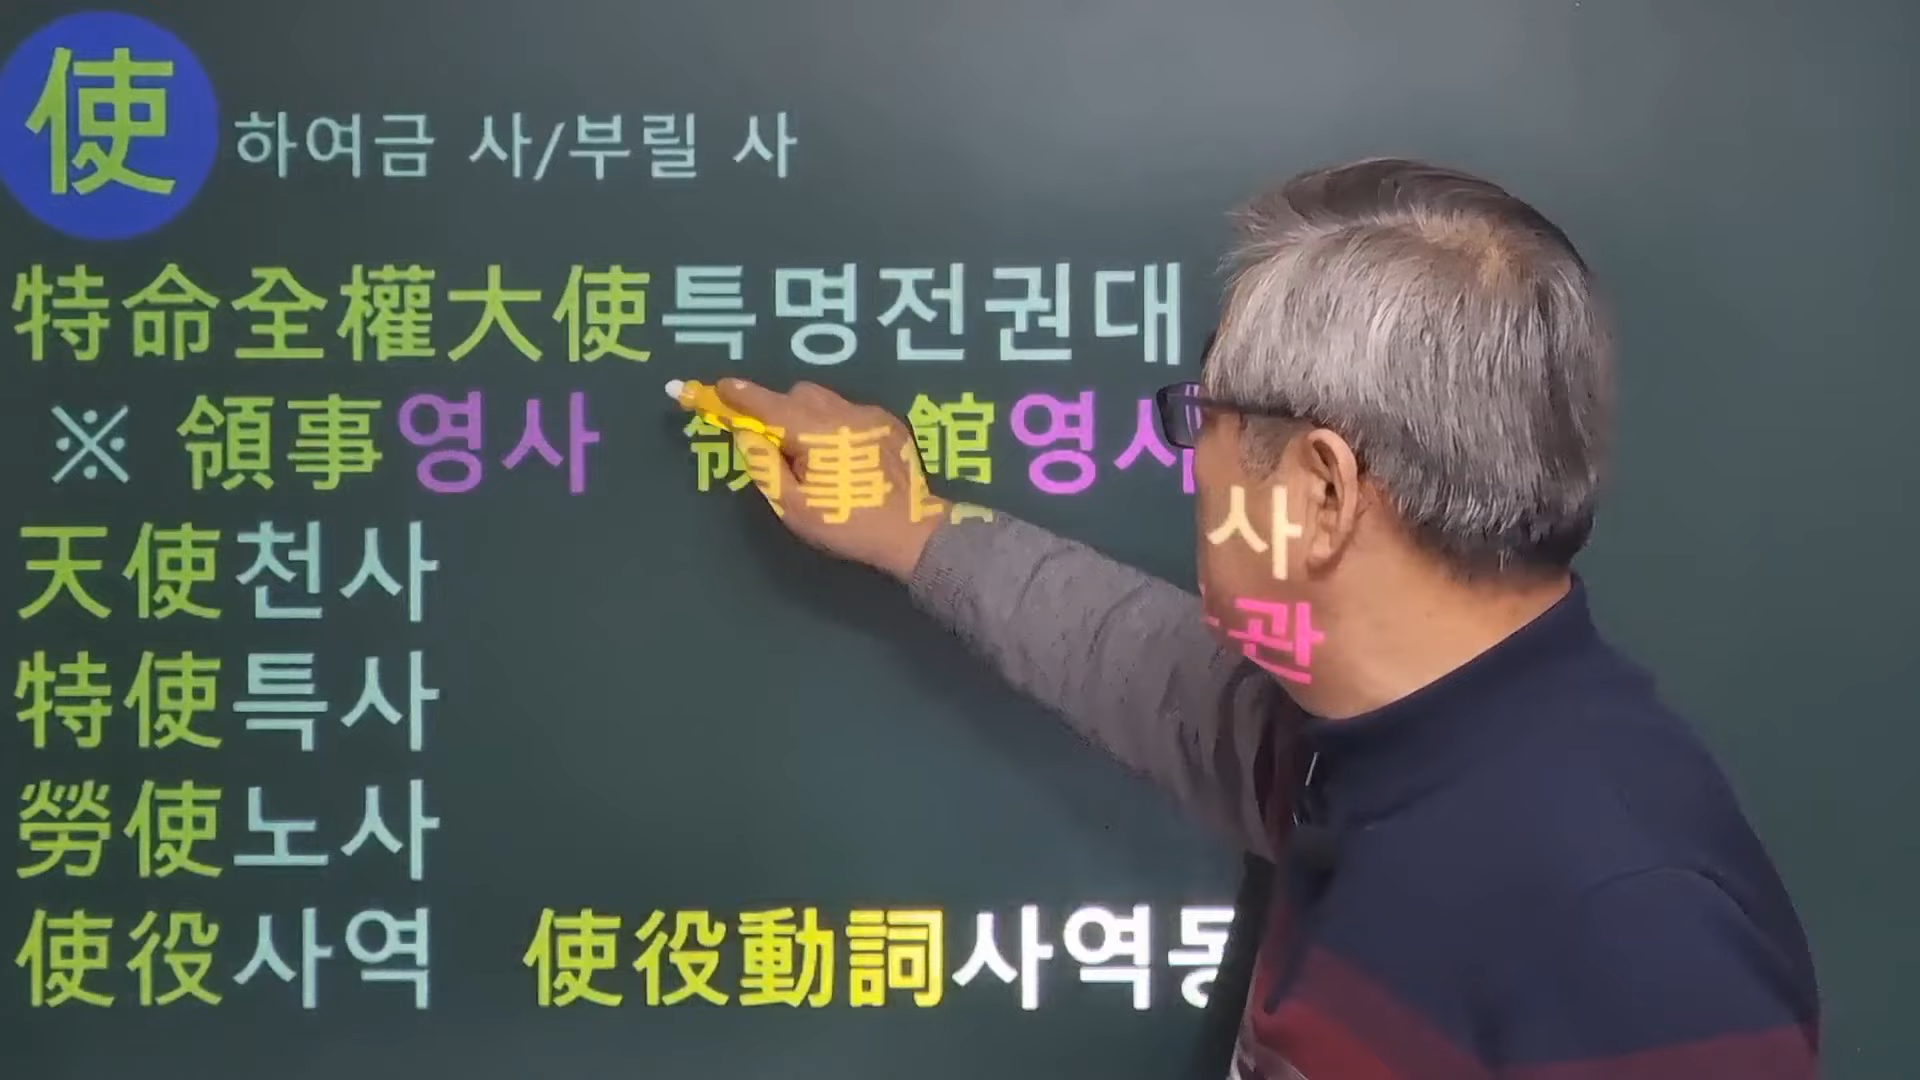 使 하여금 사/부릴 사
特命全權大使특명전권대사
※ 領事영사 領事館영사관
天使천사
特使특사
勞使노사
使役사역 使役動詞사역동